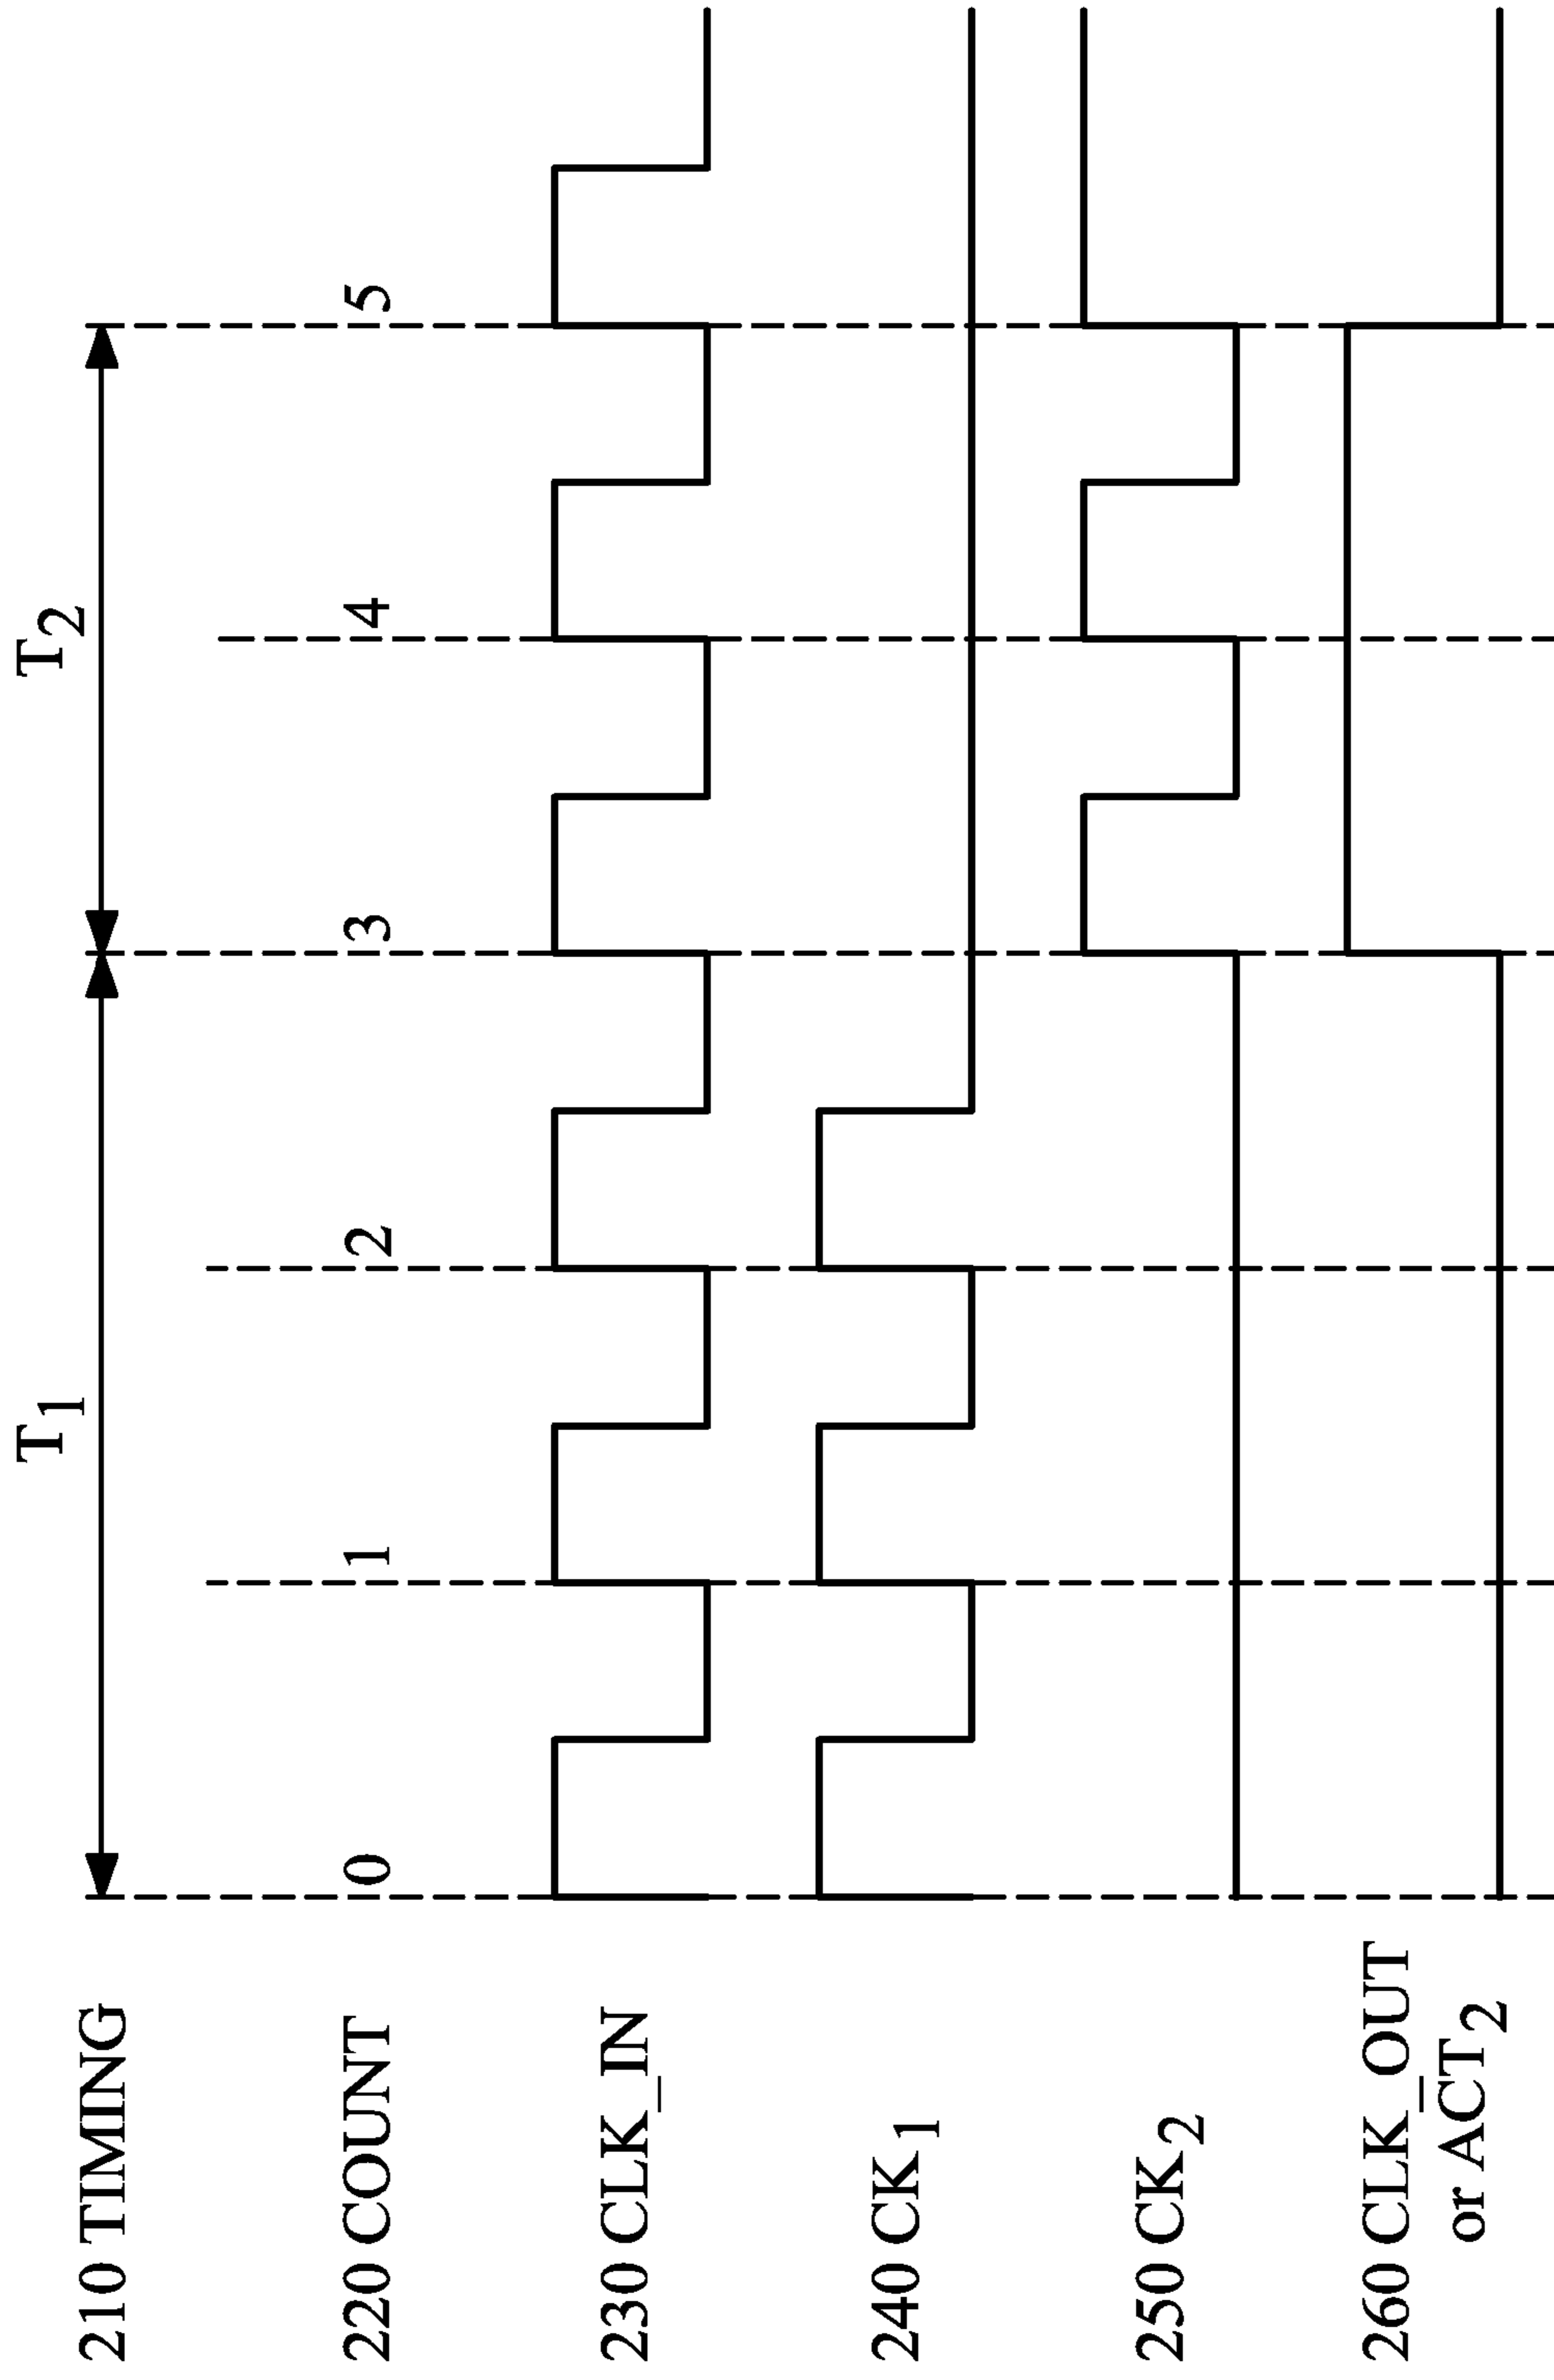 210 TIMING
T1
T2
220 COUNT
0 1 2 3 4 5
230 CLK_IN
240 CK1
250 CK2
260 CLK_OUT
or ACT2